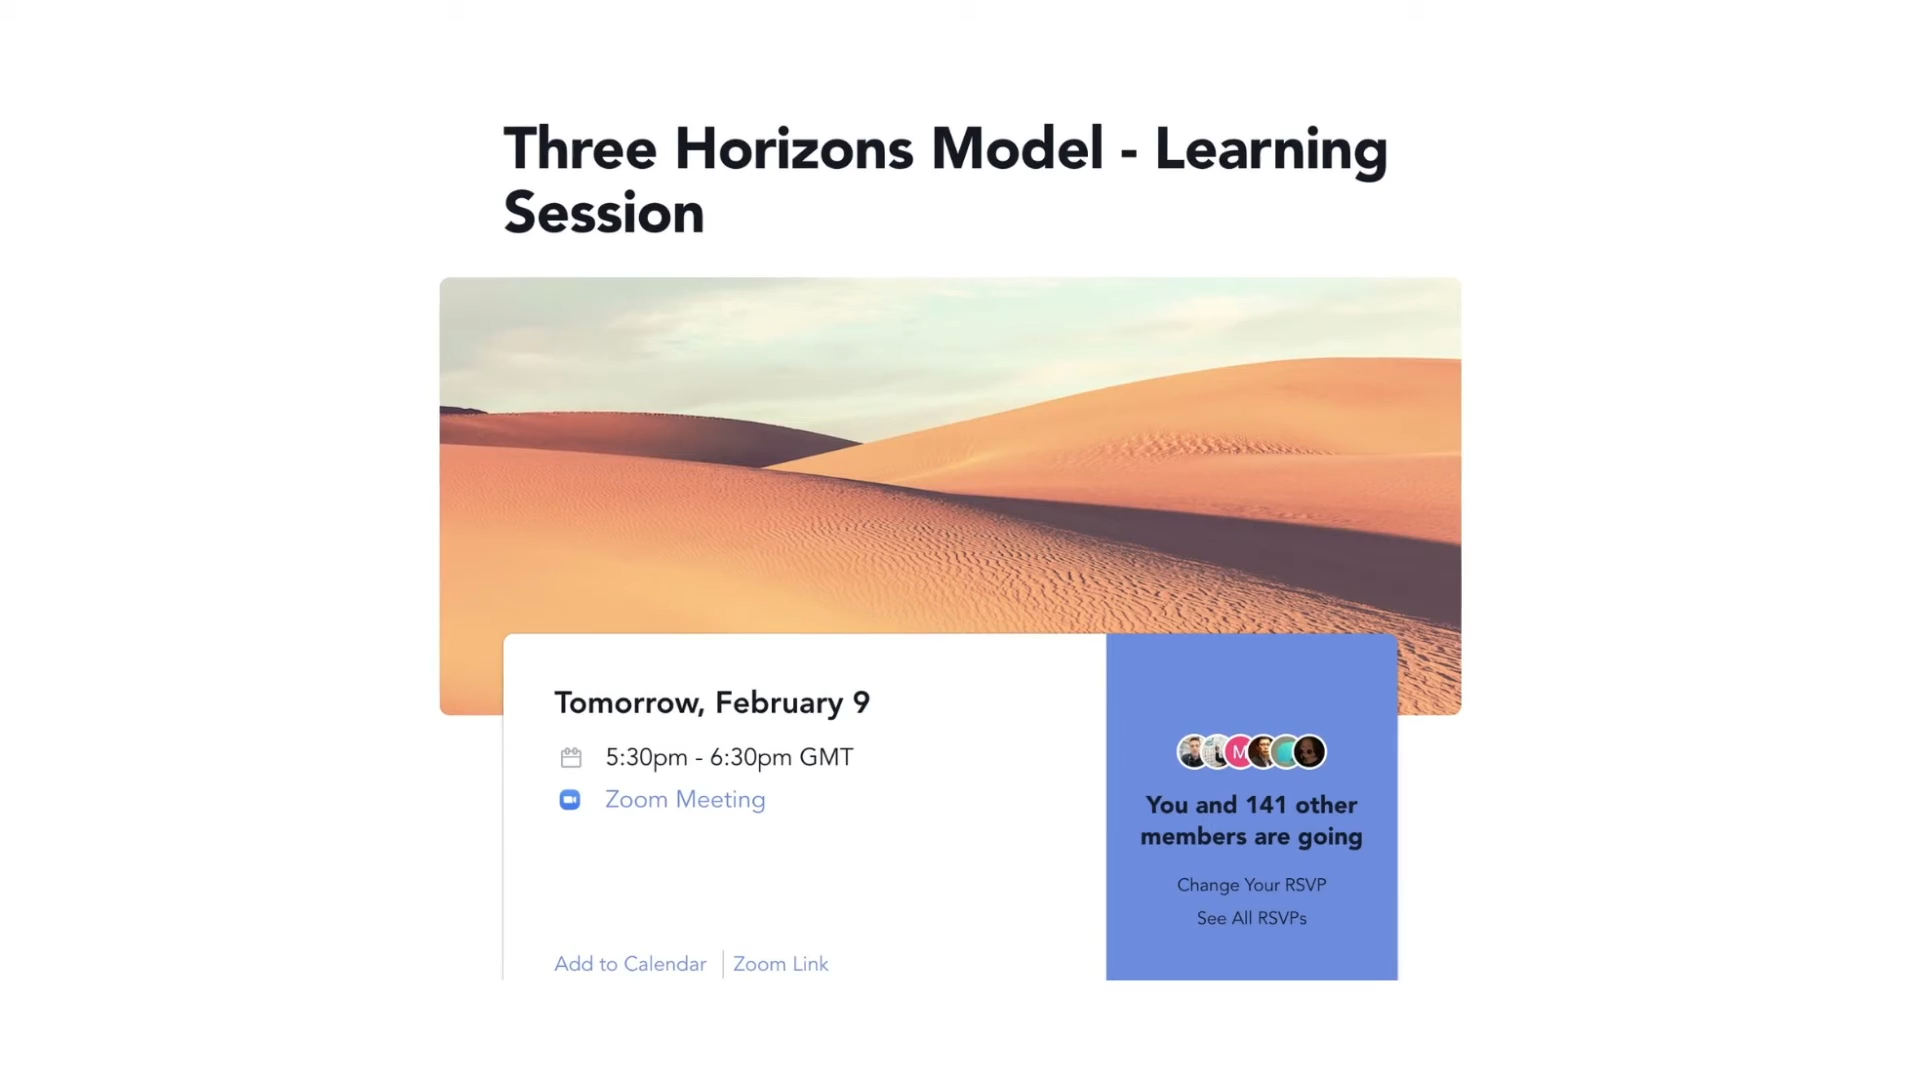 Three Horizons Model - Learning
Session
Tomorrow, February 9
5:30pm - 6:30pm GMT
Zoom Meeting
Add to Calendar
Zoom Link
M
You and 141 other
members are going
Change Your RSVP
See All RSVPs